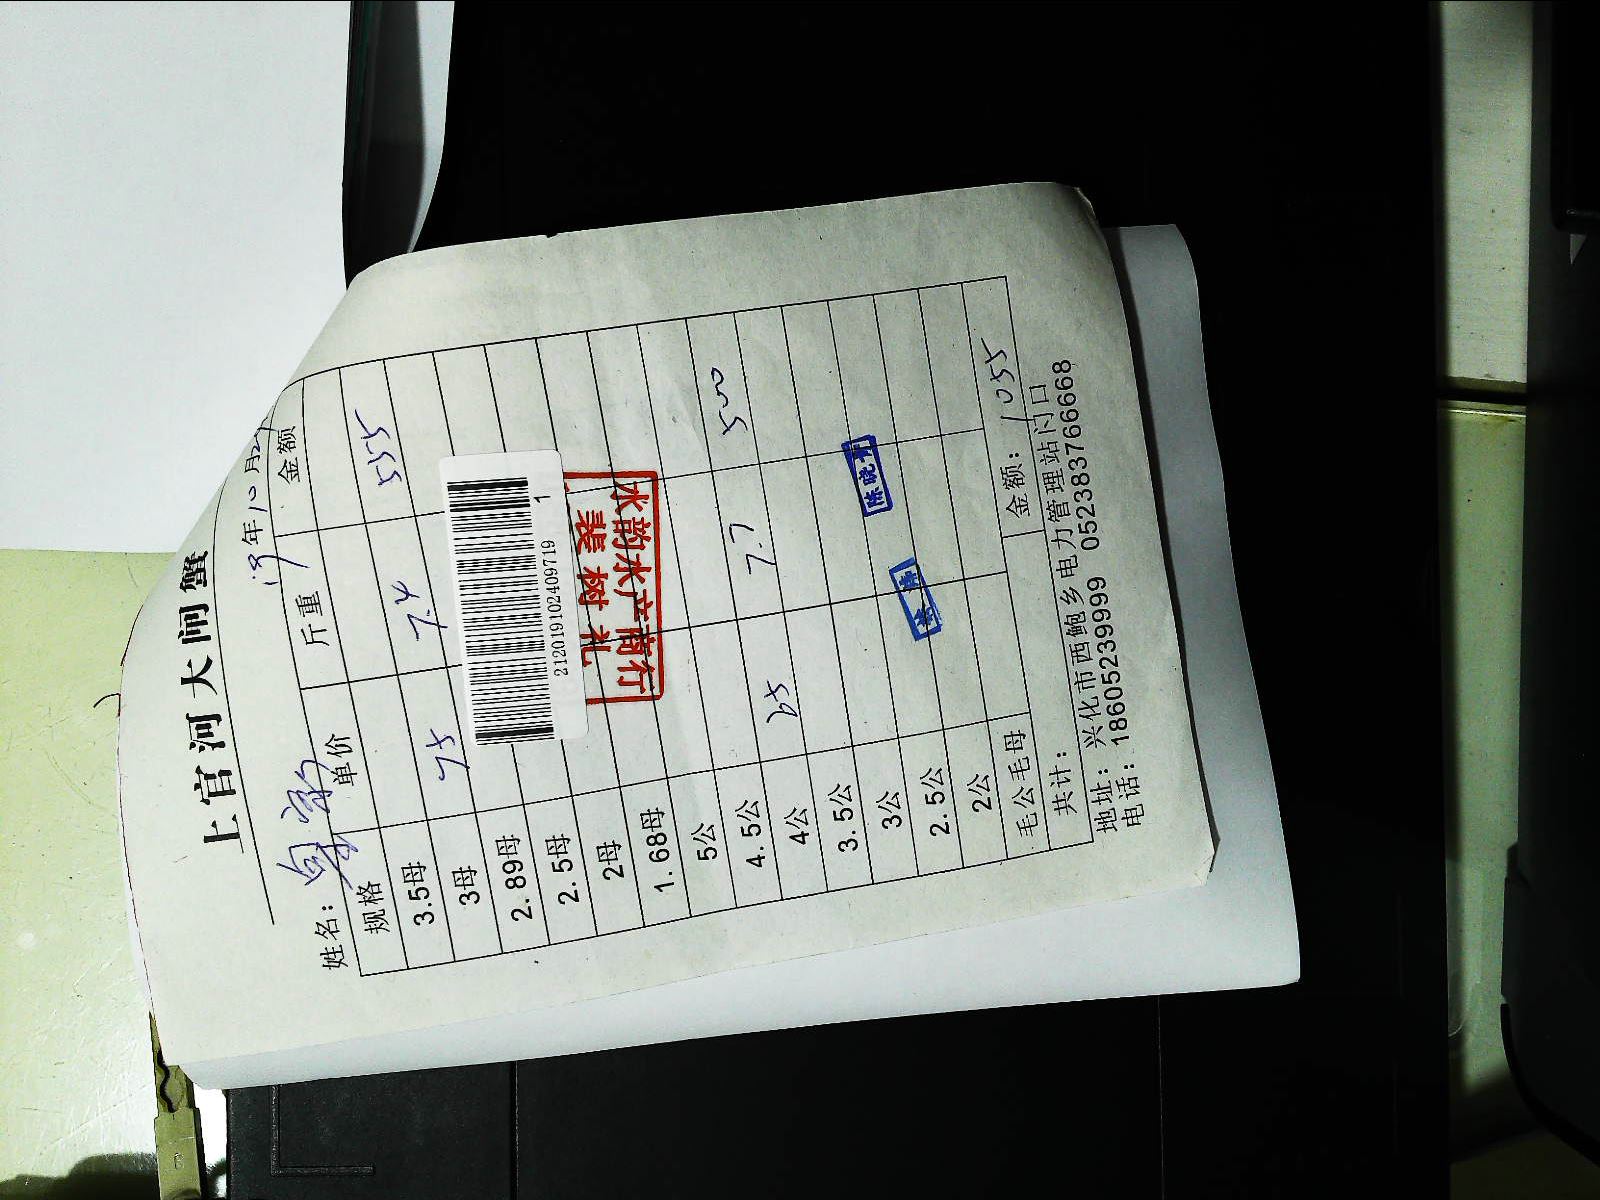 上官河大闸蟹
19年10月
姓名：
规格 单价 斤重 金额
3.5母
3母 75 7.4 555
2.89母
2.5母
2母
1.68母
5公
4.5公
4公 65 7.7 500
3.5公
3公
2.5公
2公
毛公毛母
共计： 金额：1055
地址：兴化市西鲍乡电力管理站门口
电话：18605239999 052383766668
212019102409719
1
水韵水产商行
裴树礼